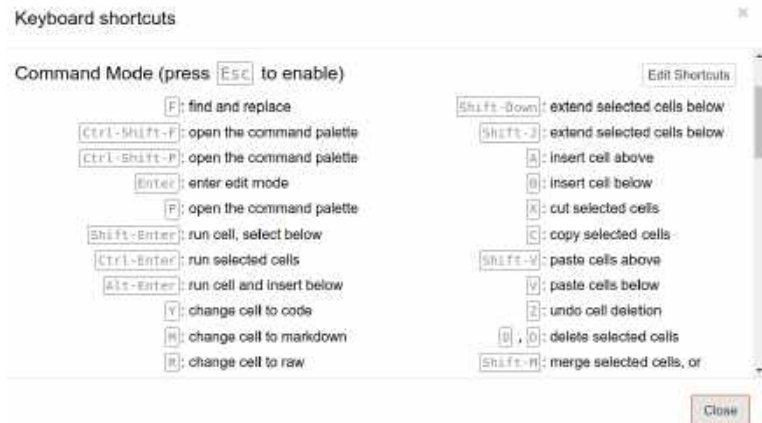 Keyboard shortcuts
×
Command Mode (press Esc to enable)
Edit Shortcuts
F: find and replace
Ctrl-Shift-F: open the command palette
Ctrl-Shift-P: open the command palette
Enter: enter edit mode
P: open the command palette
Shift-Enter: run cell, select below
Ctrl-Enter: run selected cells
Alt-Enter: run cell and insert below
Y: change cell to code
M: change cell to markdown
R: change cell to raw
Shift-Down: extend selected cells below
Shift-J: extend selected cells below
A: insert cell above
B: insert cell below
X: cut selected cells
C: copy selected cells
Shift-V: paste cells above
V: paste cells below
Z: undo cell deletion
D, D: delete selected cells
Shift-M: merge selected cells, or
Close